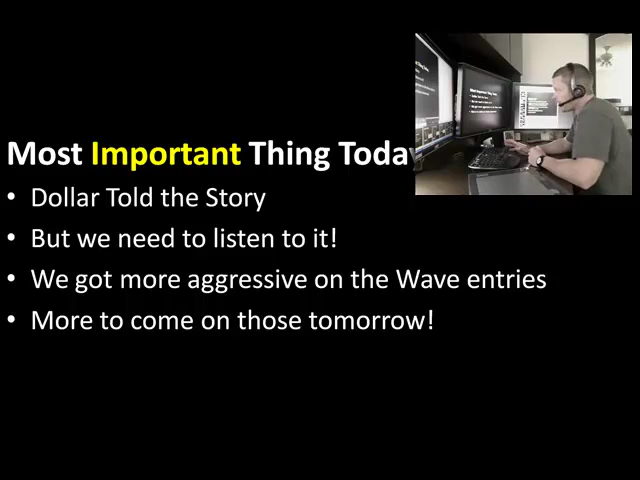 Most Important Thing Today
• Dollar Told the Story
• But we need to listen to it!
• We got more aggressive on the Wave entries
• More to come on those tomorrow!